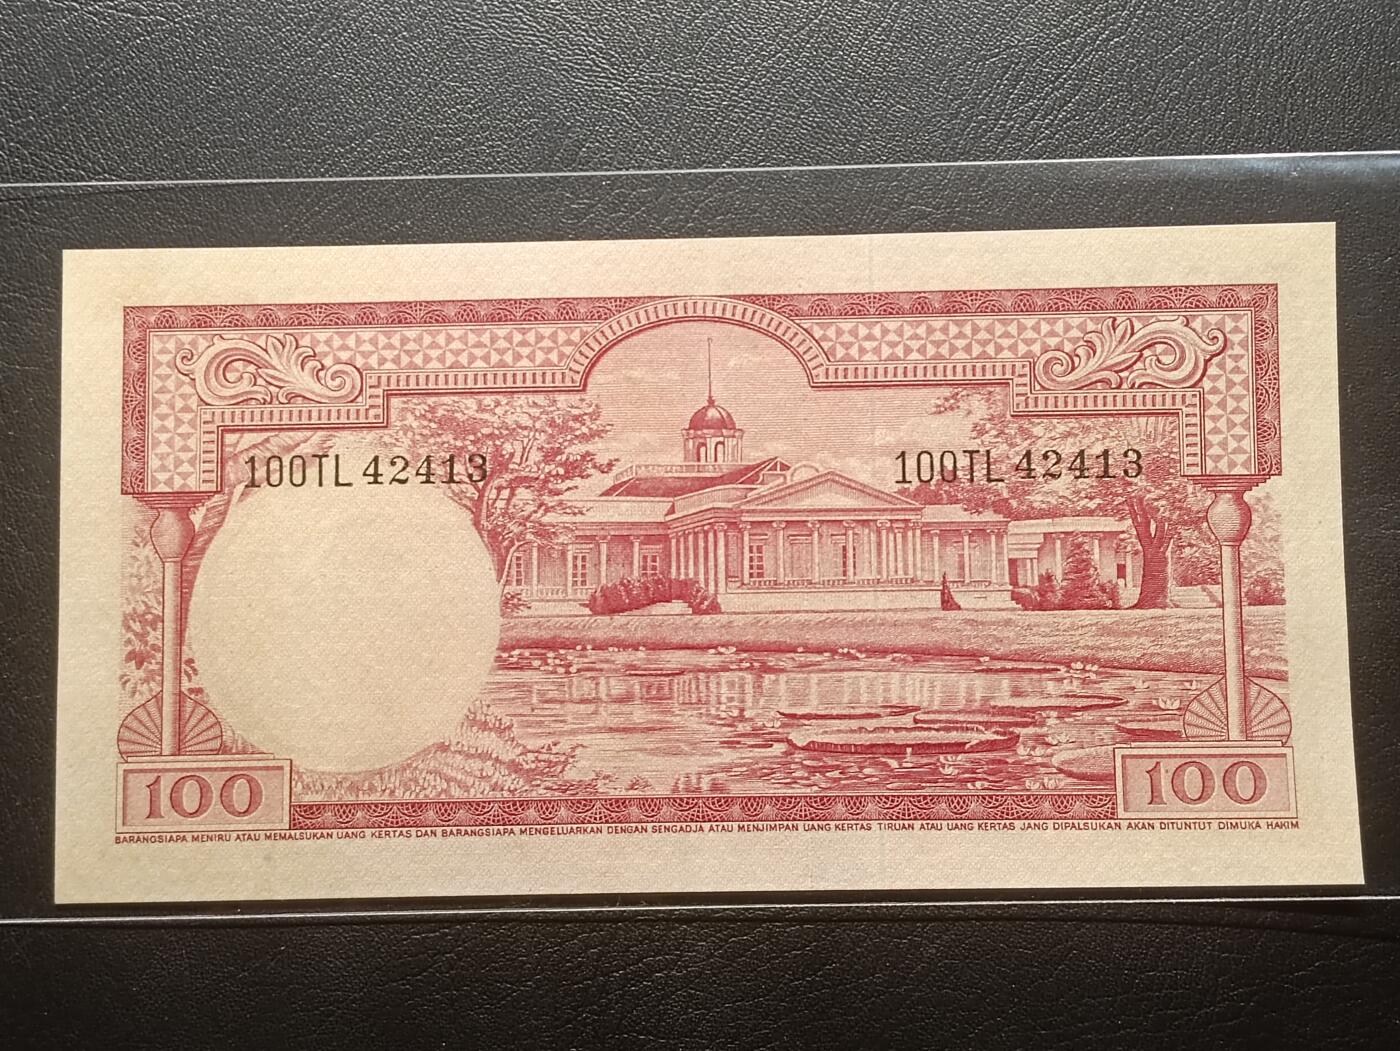 100TL 42413 100TL 42413
100 100
BARANGSIAPA MENIRU ATAU MEMALSUKAN UANG KERTAS DAN BARANGSIAPA MENGELUARKAN DENGAN SENGADJA ATAU MENJIMPAN UANG KERTAS TIRUAN ATAU UANG KERTAS JANG DIPALSUKAN AKAN DITUNTUT DIMUKA HAKIM